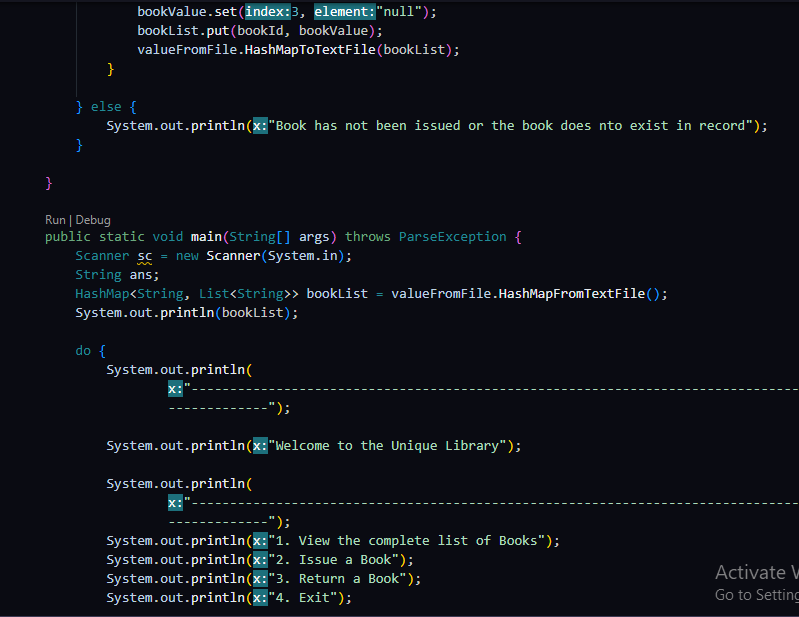 bookValue.set(index:3, element:"null");
bookList.put(bookId, bookValue);
valueFromFile.HashMapToTextFile(bookList);
}
} else {
System.out.println(x:"Book has not been issued or the book does nto exist in record");
}
}
Run | Debug
public static void main(String[] args) throws ParseException {
Scanner sc = new Scanner(System.in);
String ans;
HashMap<String, List<String>> bookList = valueFromFile.HashMapFromTextFile();
System.out.println(bookList);
do {
System.out.println(
x:"-------------------------------------------------------------------------------
-------------");
System.out.println(x:"Welcome to the Unique Library");
System.out.println(
x:"-------------------------------------------------------------------------------
-------------");
System.out.println(x:"1. View the complete list of Books");
System.out.println(x:"2. Issue a Book");
System.out.println(x:"3. Return a Book");
System.out.println(x:"4. Exit");
Activate
Go to Setting